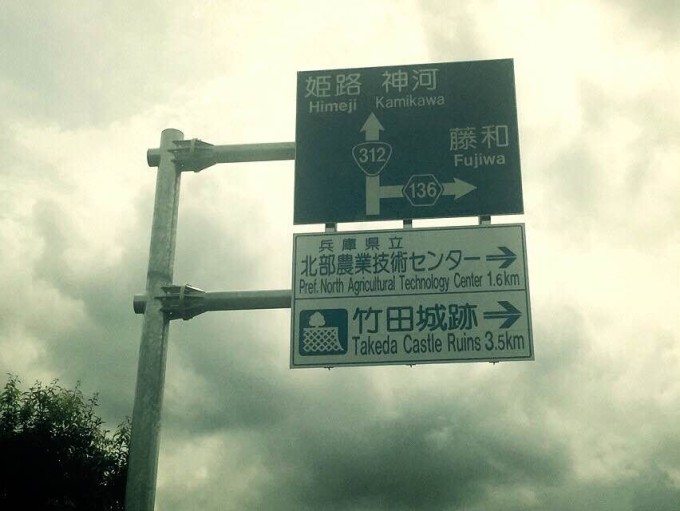 姫路 神河
Himeji Kamikawa
藤和
Fujiwa
312
136
兵庫県立
北部農業技術センター
Pref. North Agricultural Technology Center 1.6km
竹田城跡
Takeda Castle Ruins 3.5km